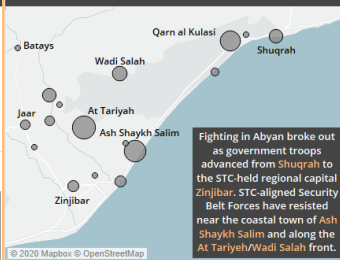 Qarn al Kulasi
Batays
Shuqrah
Wadi Salah
Jaar
At Tariyah
Ash Shaykh Salim
Zinjibar
Fighting in Abyan broke out
as government troops
advanced from Shuqrah to
the STC-held regional capital
Zinjibar. STC-aligned Security
Belt Forces have resisted
near the coastal town of Ash
Shaykh Salim and along the
At Tariyeh/Wadi Salah front.
© 2020 Mapbox © OpenStreetMap